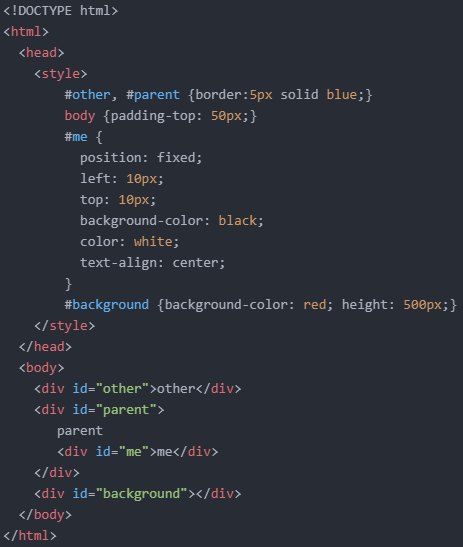 <!DOCTYPE html>
<html>
  <head>
    <style>
        #other, #parent {border:5px solid blue;}
        body {padding-top: 50px;}
        #me {
          position: fixed;
          left: 10px;
          top: 10px;
          background-color: black;
          color: white;
          text-align: center;
        }
        #background {background-color: red; height: 500px;}
    </style>
  </head>
  <body>
    <div id="other">other</div>
    <div id="parent">
       parent
       <div id="me">me</div>
    </div>
    <div id="background"></div>
  </body>
</html>